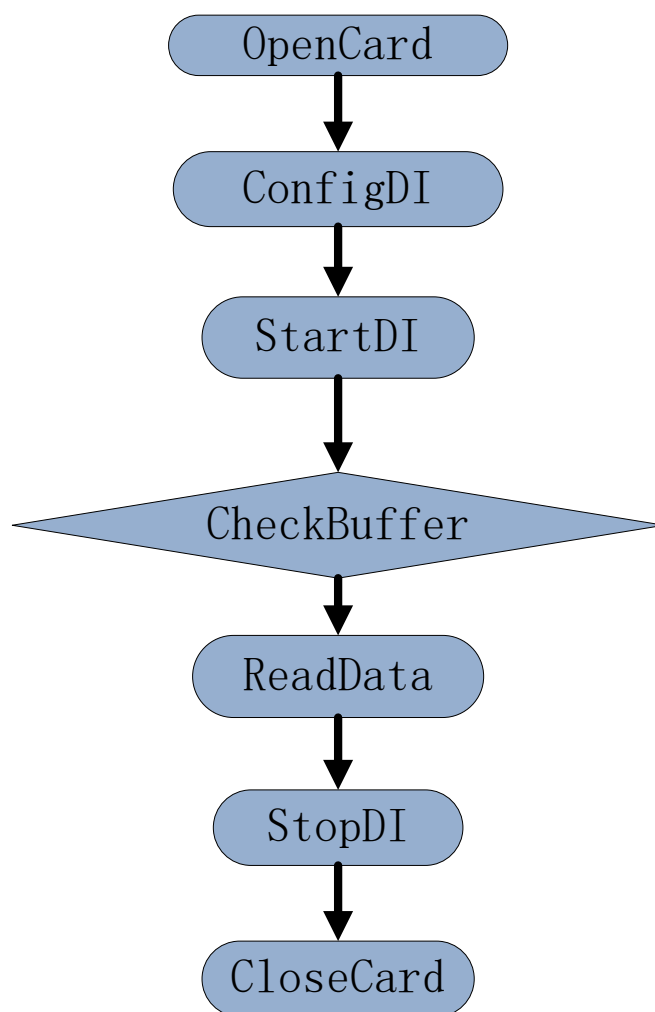 OpenCard
ConfigDI
StartDI
CheckBuffer
ReadData
StopDI
CloseCard